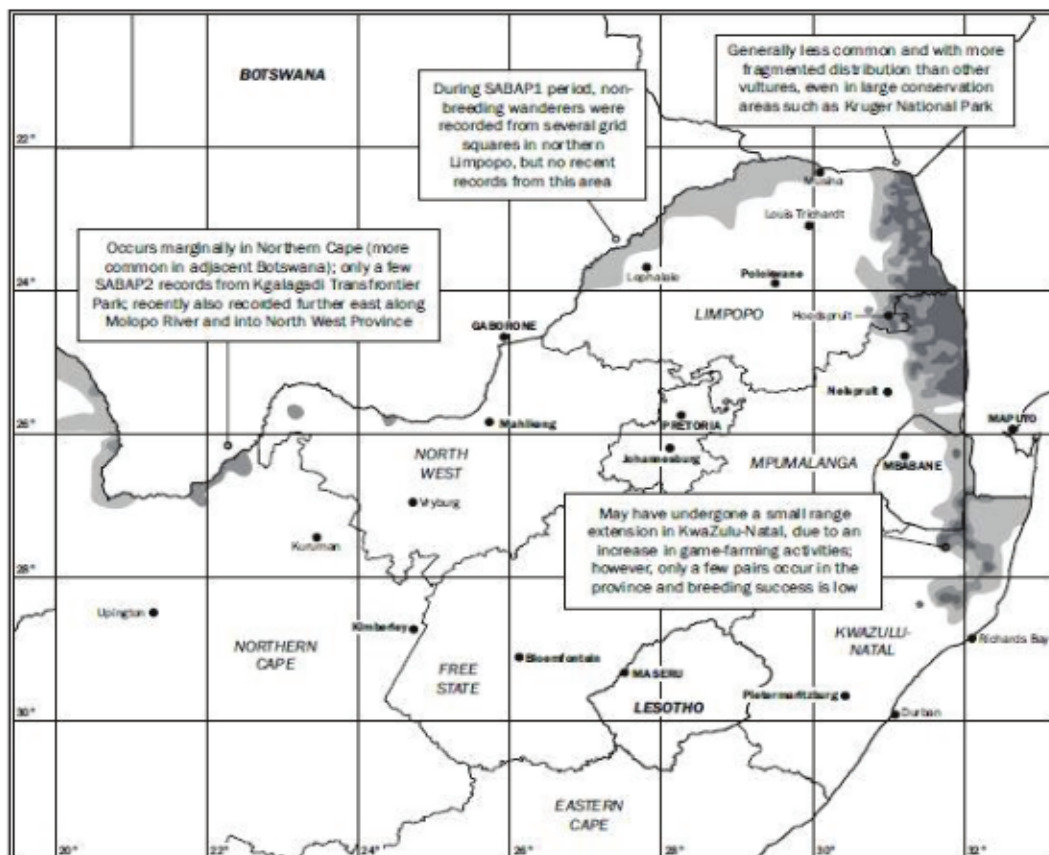 BOTSWANA
During SABAP1 period, non-
breeding wanderers were
recorded from several grid
squares in northern
Limpopo, but no recent
records from this area
Generally less common and with more
fragmented distribution than other
vultures, even in large conservation
areas such as Kruger National Park
22°
Musina
Louis Trichardt
Occurs marginally in Northern Cape (more
common in adjacent Botswana); only a few
SABAP2 records from Kgalagadi Transfrontier
Park; recently also recorded further east along
Molopo River and into North West Province
Lephalale
Polokwane
24°
LIMPOPO
Hoedspruit
GABORONE
Nelspruit
Mahikeng
PRETORIA
MAPUTO
26°
NORTH
WEST
Johannesburg
MPUMALANGA
MBABANE
Vryburg
May have undergone a small range
extension in KwaZulu-Natal, due to an
increase in game-farming activities;
however, only a few pairs occur in the
province and breeding success is low
Kuruman
28°
Upington
Kimberley
NORTHERN
CAPE
FREE
STATE
Bloemfontein
MASERU
LESOTHO
KWAZULU-
NATAL
Richards Bay
Pietermaritzburg
Durban
30°
EASTERN
CAPE
20°
22°
24°
26°
28°
30°
32°